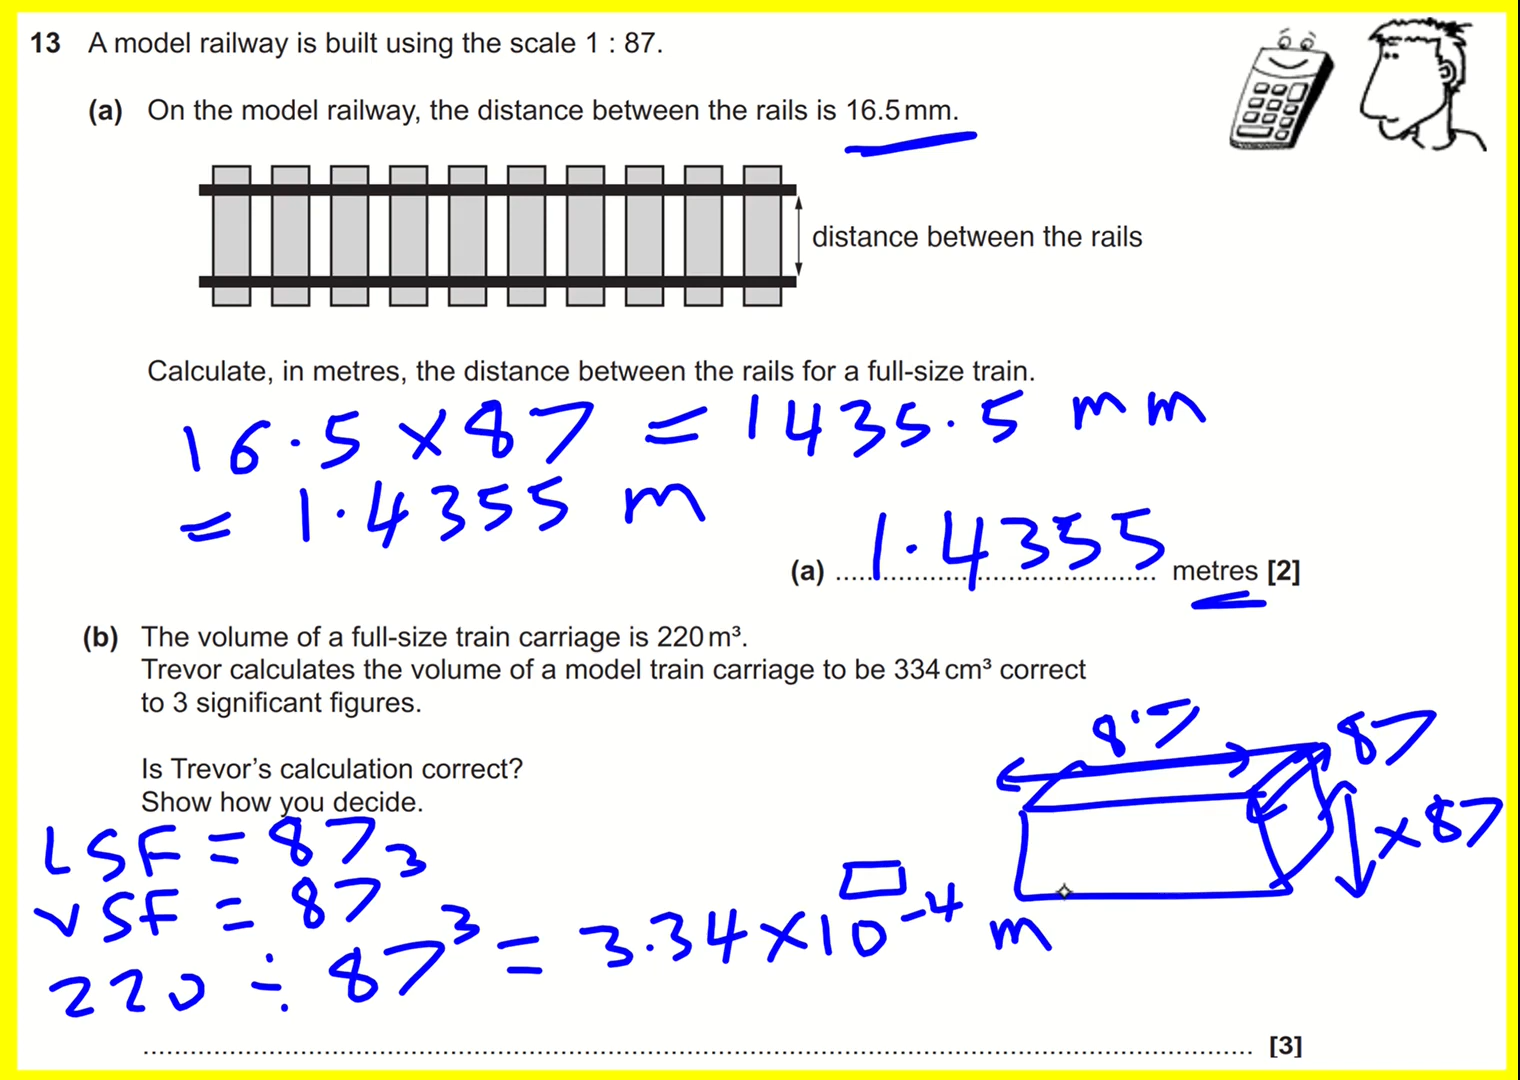 13 A model railway is built using the scale 1 : 87.
(a) On the model railway, the distance between the rails is 16.5 mm.
distance between the rails
Calculate, in metres, the distance between the rails for a full-size train.
16.5 × 87 = 1435.5 mm
= 1.4355 m
(a) 1.4355 metres [2]
(b) The volume of a full-size train carriage is 220 m³.
Trevor calculates the volume of a model train carriage to be 334 cm³ correct
to 3 significant figures.
87
87
× 87
Is Trevor's calculation correct?
Show how you decide.
LSF = 87
VSF = 87³
220 ÷ 87³ = 3.34 × 10⁻⁴ m
[3]